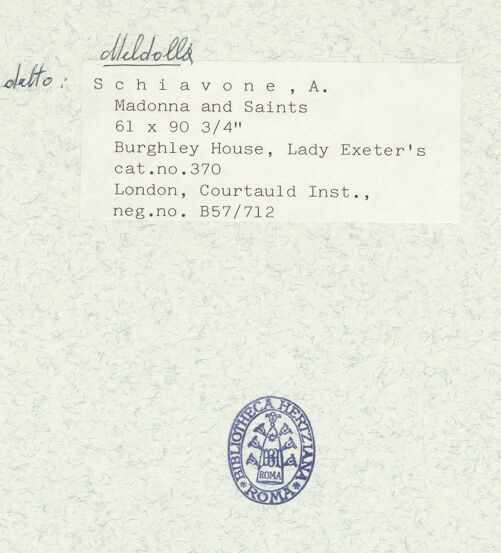 Meldolla
detto: Schiavone, A.
Madonna and Saints
61 x 90 3/4"
Burghley House, Lady Exeter's
cat.no.370
London, Courtauld Inst.,
neg.no. B57/712
BIBLIOTHECA HERTZIANA
ROMA
ROMA